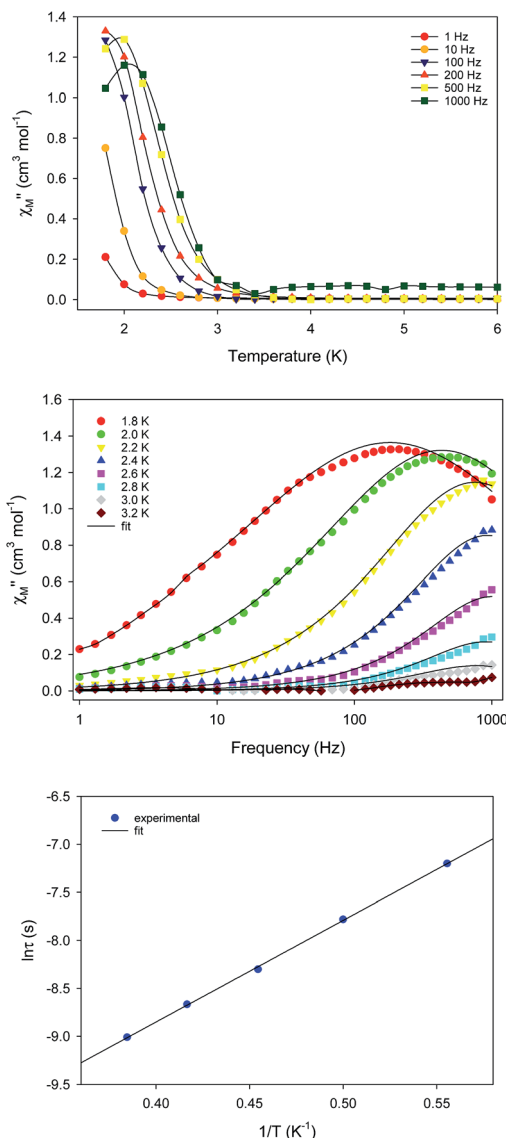 1.4
1.2
1.0
0.8
0.6
0.4
0.2
0.0
χM'' (cm³ mol⁻¹)
1 Hz
10 Hz
100 Hz
200 Hz
500 Hz
1000 Hz
2 3 4 5 6
Temperature (K)
1.6
1.4
1.2
1.0
0.8
0.6
0.4
0.2
0.0
χM'' (cm³ mol⁻¹)
1.8 K
2.0 K
2.2 K
2.4 K
2.6 K
2.8 K
3.0 K
3.2 K
fit
1 10 100 1000
Frequency (Hz)
-6.5
-7.0
-7.5
-8.0
-8.5
-9.0
-9.5
lnτ (s)
experimental
fit
0.40 0.45 0.50 0.55
1/T (K⁻¹)